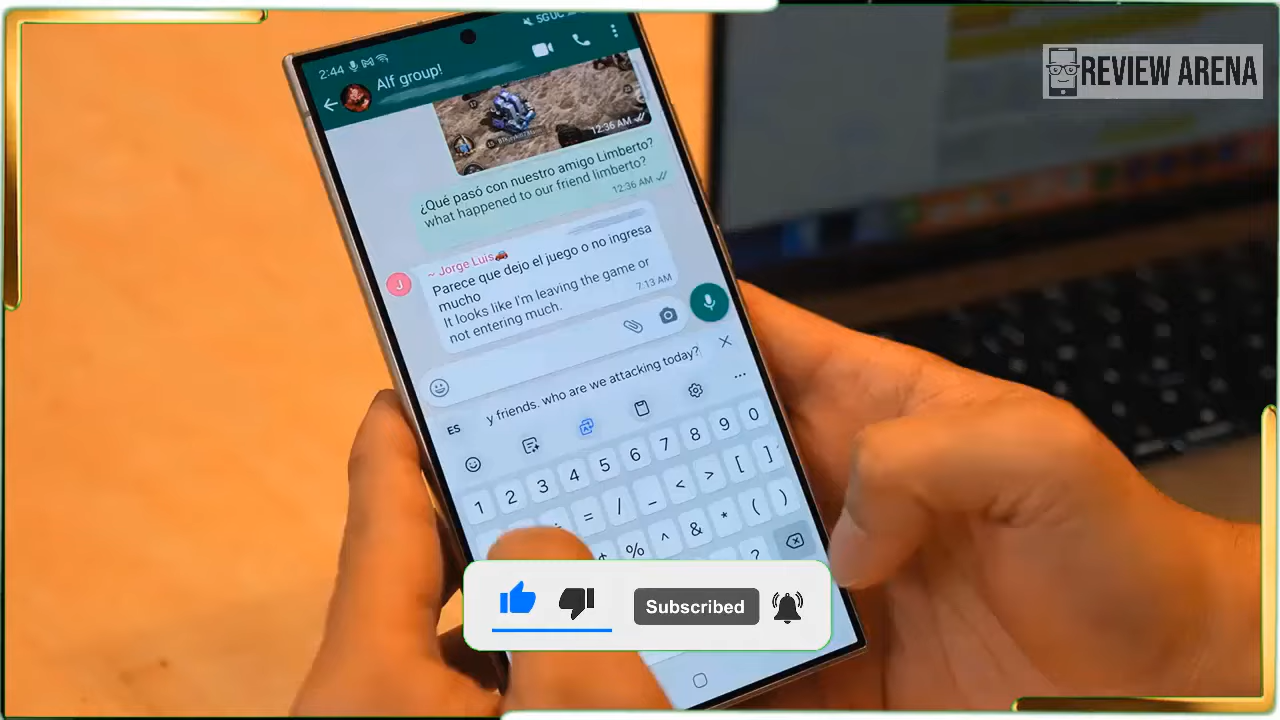 REVIEW ARENA
2:44
5G UC
Alf group!
12:36 AM
¿Qué pasó con nuestro amigo Limberto?
what happened to our friend limberto?
12:36 AM
~ Jorge Luis
J
Parece que dejo el juego o no ingresa
mucho
It looks like I'm leaving the game or
not entering much.
7:13 AM
ES
y friends. who are we attacking today?
1 2 3 4 5 6 7 8 9 0
= / _ < > [ ]
% ^ & * ( )
?
Subscribed